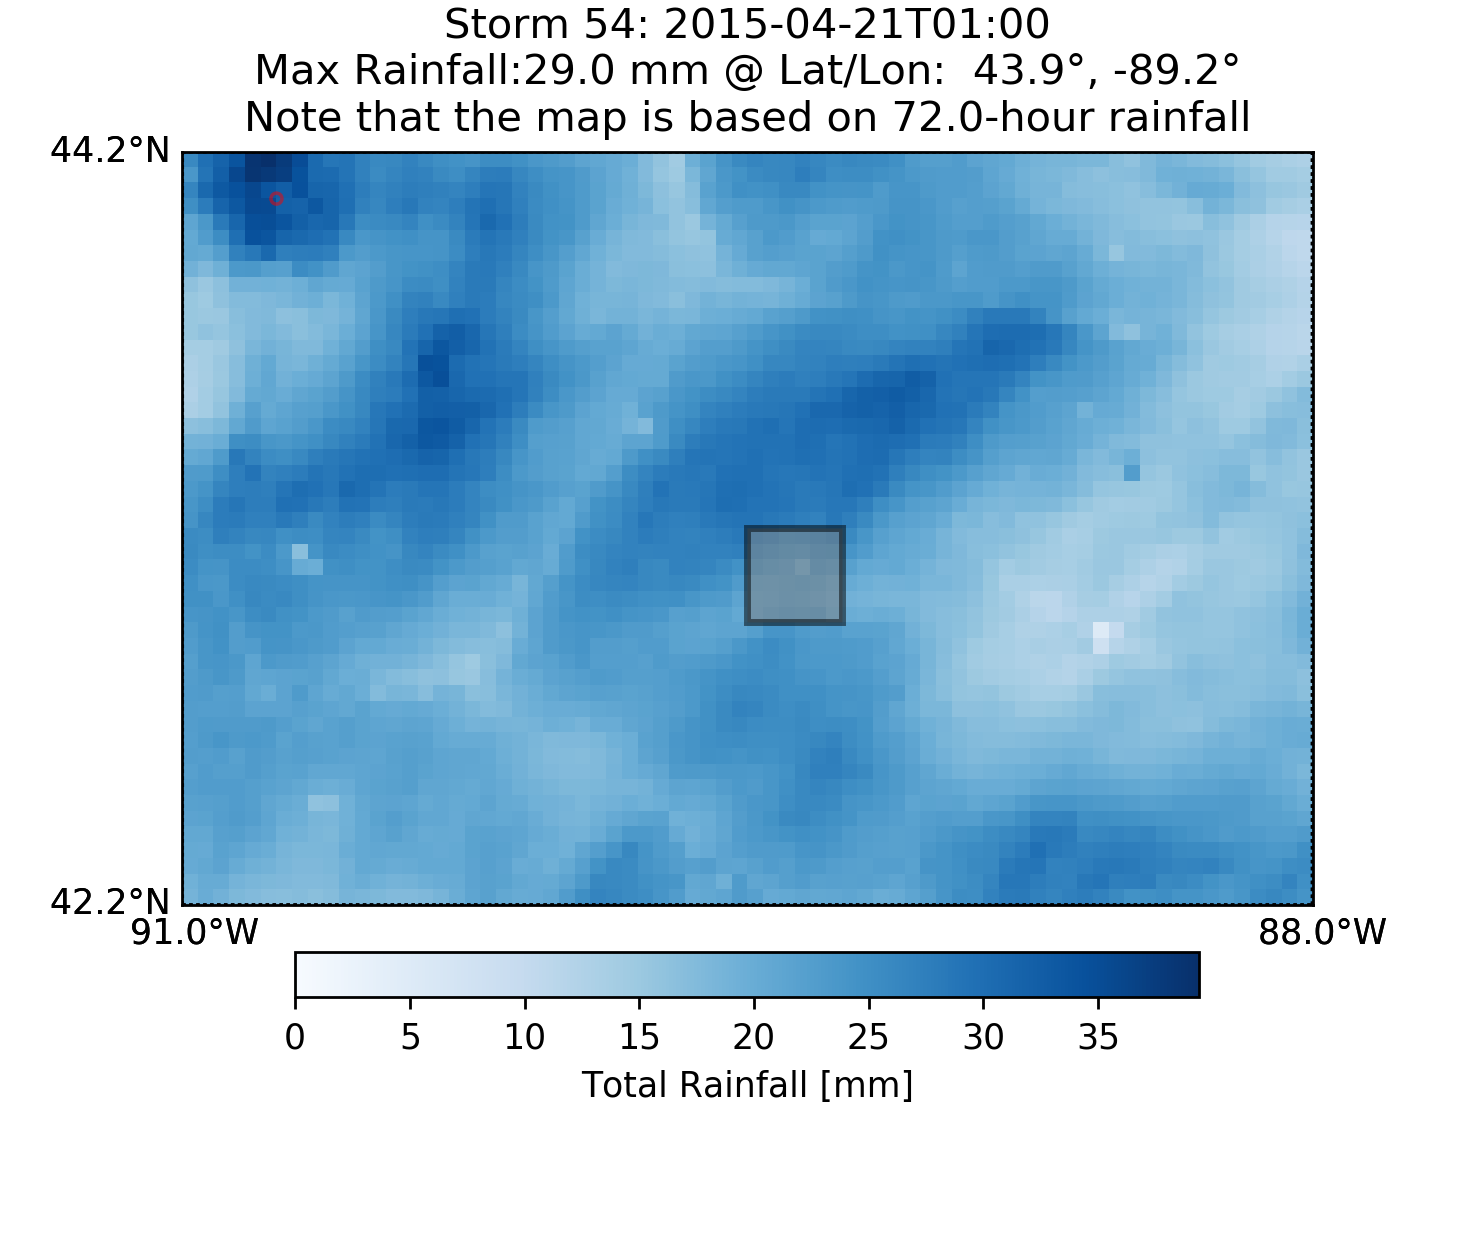 Storm 54: 2015-04-21T01:00
Max Rainfall:29.0 mm @ Lat/Lon:  43.9°, -89.2°
Note that the map is based on 72.0-hour rainfall
44.2°N
42.2°N
91.0°W
88.0°W
0 5 10 15 20 25 30 35
Total Rainfall [mm]